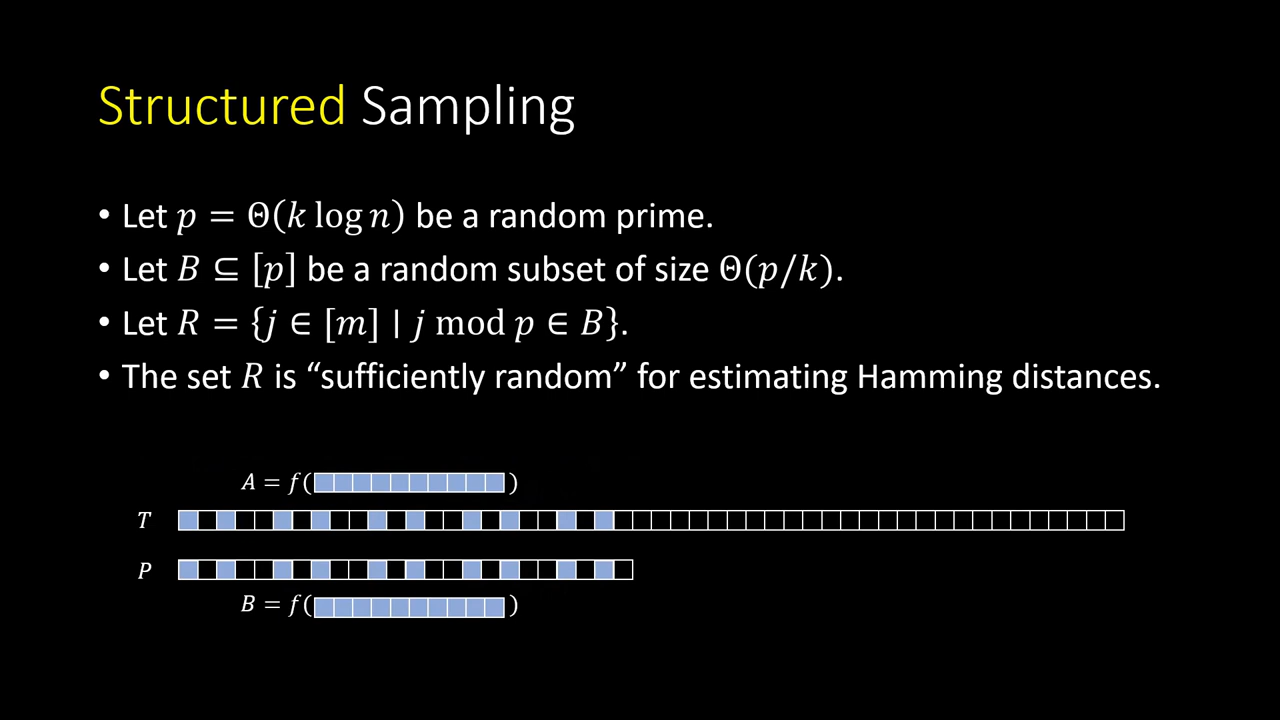 Structured Sampling
• Let p = Θ(k log n) be a random prime.
• Let B ⊆ [p] be a random subset of size Θ(p/k).
• Let R = {j ∈ [m] | j mod p ∈ B}.
• The set R is “sufficiently random” for estimating Hamming distances.
A = f( )
T
P
B = f( )